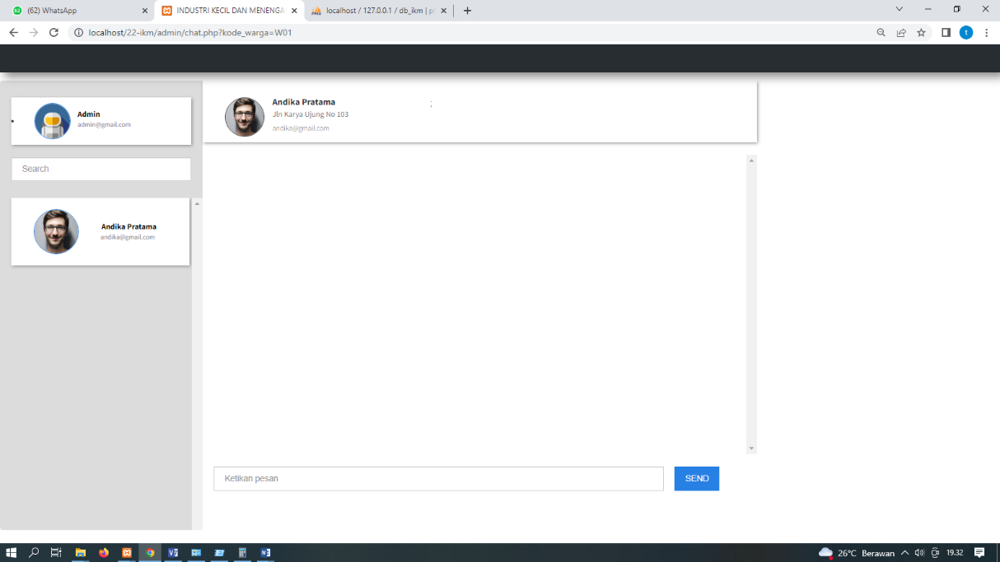 (62) WhatsApp
INDUSTRI KECIL DAN MENENGA
localhost / 127.0.0.1 / db_ikm | p
localhost/22-ikm/admin/chat.php?kode_warga=W01
t
Admin
admin@gmail.com
Search
Andika Pratama
andika@gmail.com
Andika Pratama
;
Jln Karya Ujung No 103
andika@gmail.com
Ketikan pesan
SEND
26°C Berawan
19.32